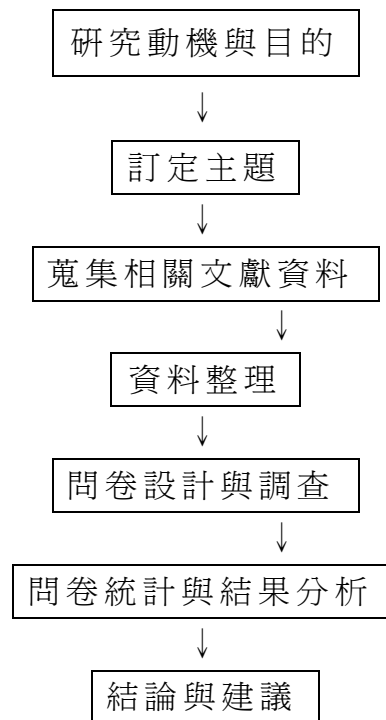 研究動機與目的
↓
訂定主題
↓
蒐集相關文獻資料
↓
資料整理
↓
問卷設計與調查
↓
問卷統計與結果分析
↓
結論與建議